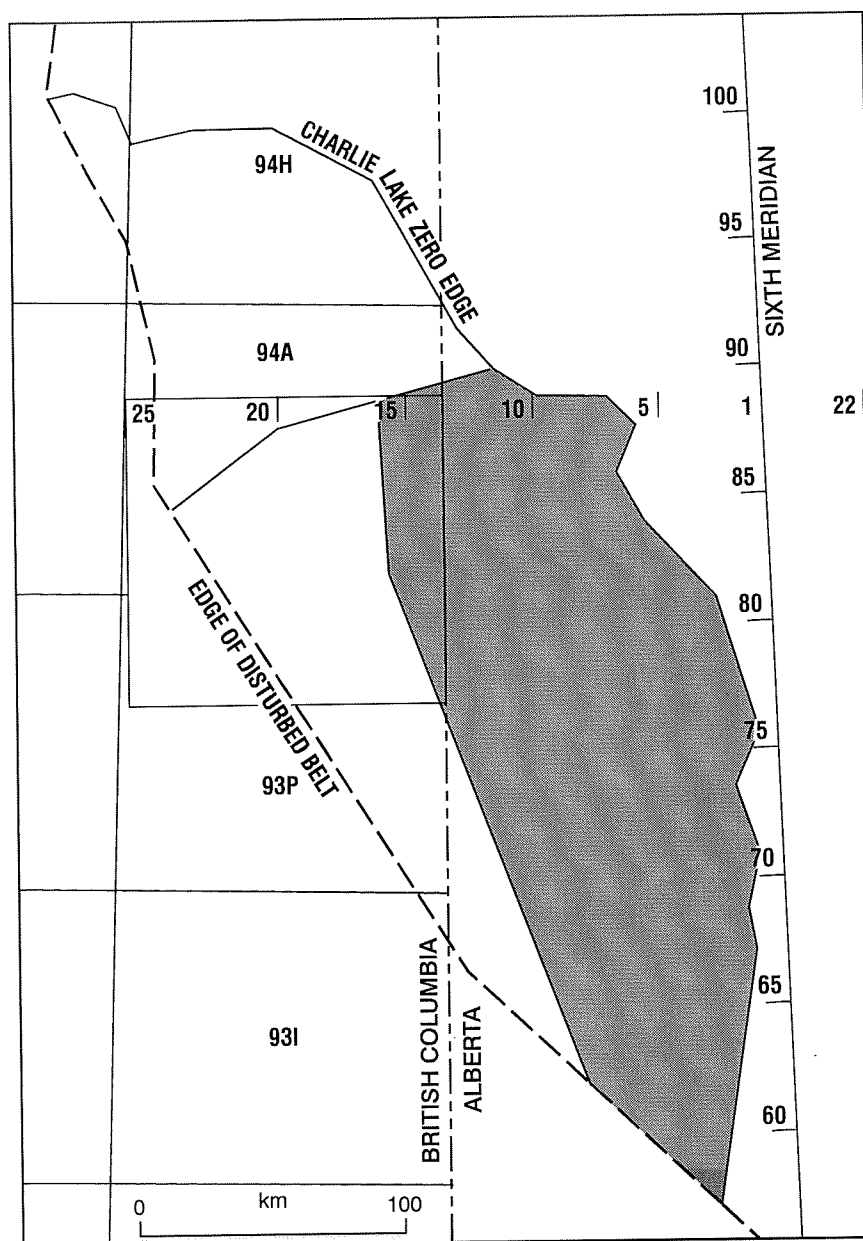 100
94H
CHARLIE LAKE ZERO EDGE
SIXTH MERIDIAN
95
94A
90
25
20
15
10
5
1
22
85
EDGE OF DISTURBED BELT
80
75
93P
70
BRITISH COLUMBIA
ALBERTA
65
93I
60
0
km
100